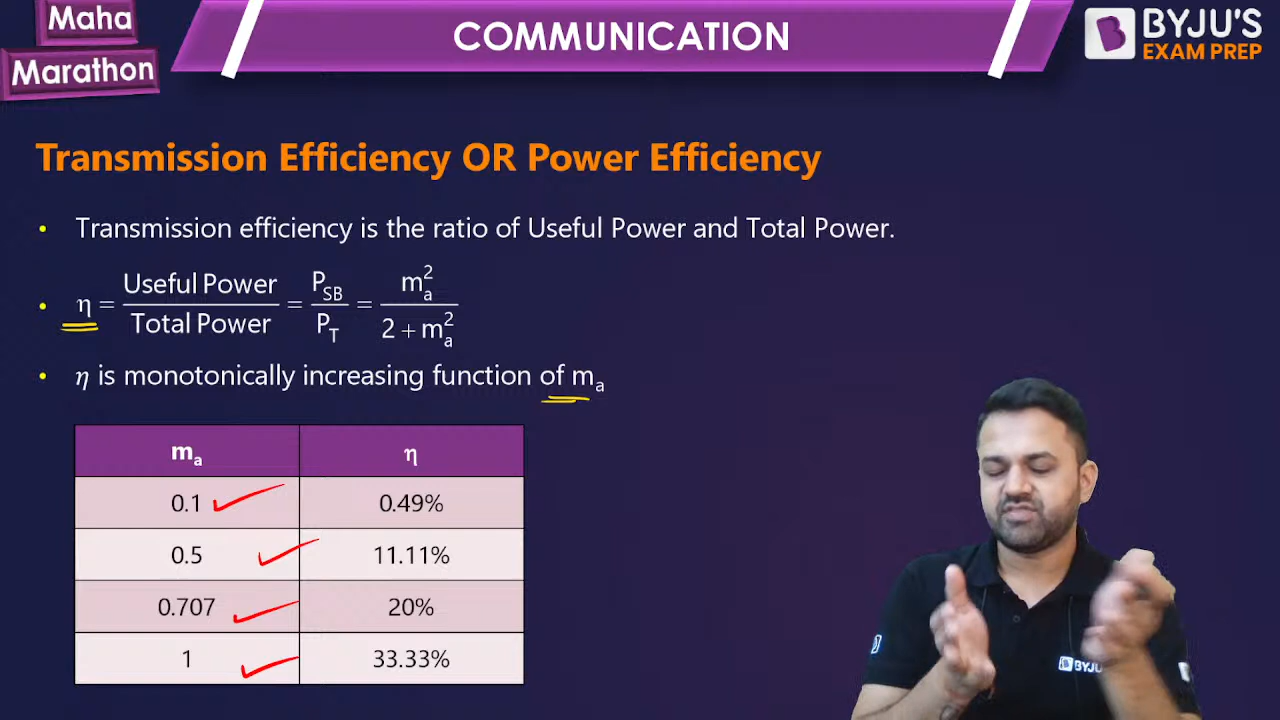 Maha
Marathon
COMMUNICATION
BYJU'S
EXAM PREP
Transmission Efficiency OR Power Efficiency
• Transmission efficiency is the ratio of Useful Power and Total Power.
• η = Useful Power / Total Power = P_SB / P_T = m_a^2 / (2 + m_a^2)
• η is monotonically increasing function of m_a
m_a η
0.1 0.49%
0.5 11.11%
0.707 20%
1 33.33%
BYJU